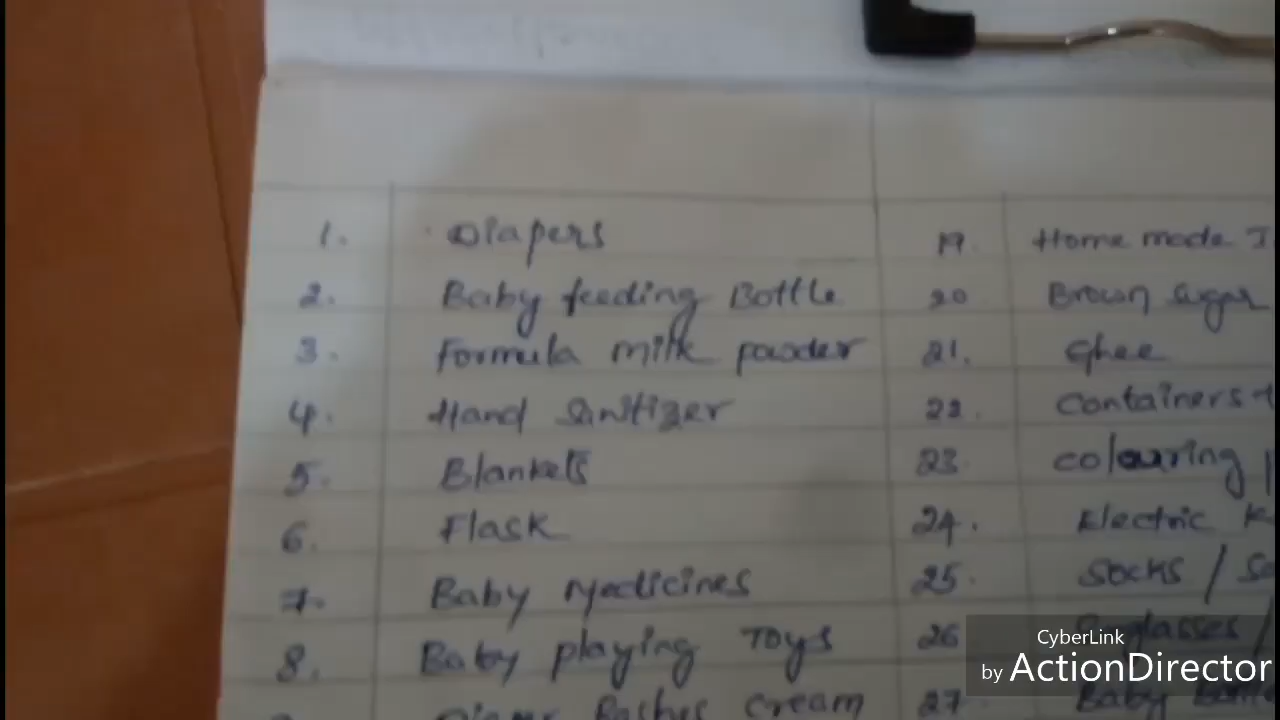 1. Diapers
2. Baby feeding Bottle
3. Formula milk powder
4. Hand Sanitizer
5. Blankets
6. Flask
7. Baby Medicines
8. Baby playing Toys
Diaper Rashes cream
19. Home made
20 Brown Sugar
21. Ghee
22. Containers
23. colouring
24. Electric
25. Socks /
26
27. Baby
CyberLink
by ActionDirector